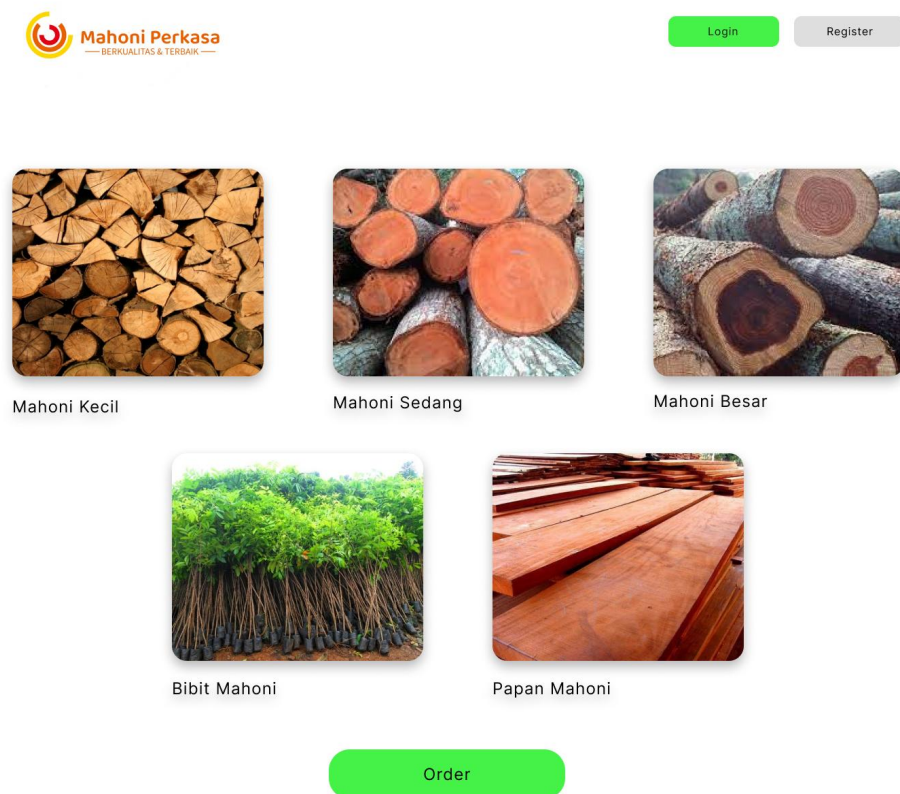 Mahoni Perkasa
BERKUALITAS & TERBAIK
Login
Register
Mahoni Kecil
Mahoni Sedang
Mahoni Besar
Bibit Mahoni
Papan Mahoni
Order